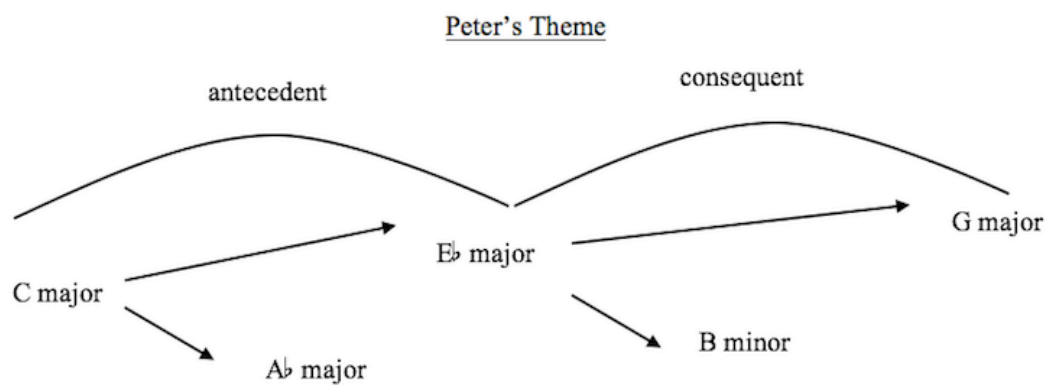 Peter's Theme
antecedent
consequent
C major
A♭ major
E♭ major
B minor
G major